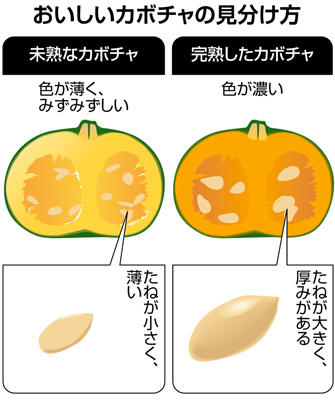 おいしいカボチャの見分け方
未熟なカボチャ
色が薄く、
みずみずしい
たねが小さく、
薄い
完熟したカボチャ
色が濃い
たねが大きく、
厚みがある